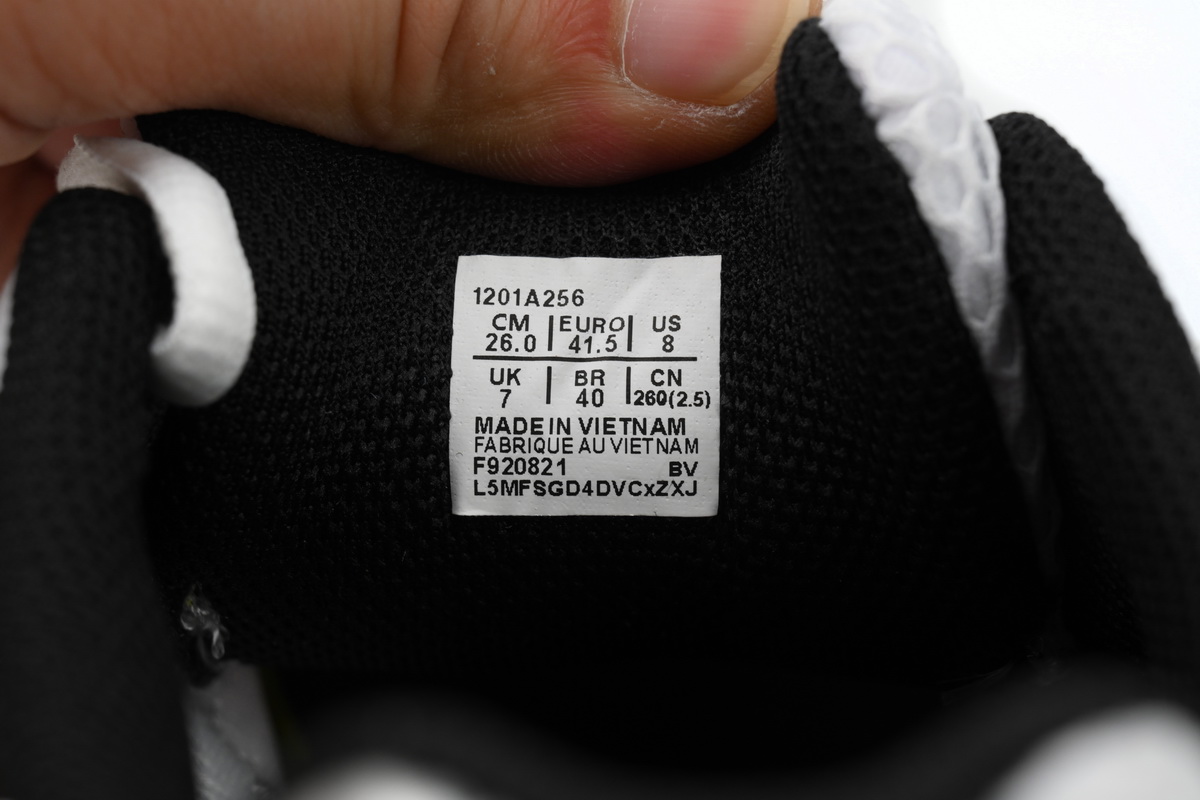 1201A256
CM | EURO | US
26.0 | 41.5 | 8
UK | BR | CN
7 | 40 | 260(2.5)
MADE IN VIETNAM
FABRIQUE AU VIETNAM
F920821 BV
L5MFSGD4DVCxZXJ